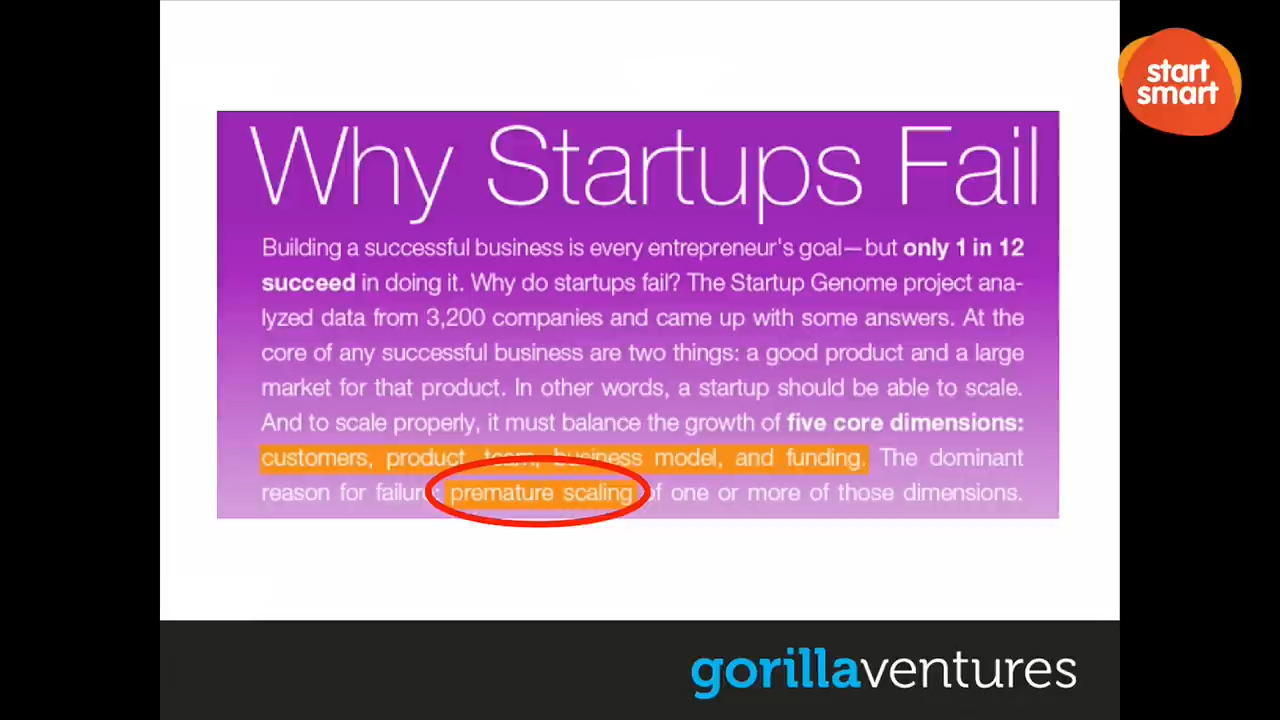 start
smart
Why Startups Fail
Building a successful business is every entrepreneur's goal—but only 1 in 12
succeed in doing it. Why do startups fail? The Startup Genome project ana-
lyzed data from 3,200 companies and came up with some answers. At the
core of any successful business are two things: a good product and a large
market for that product. In other words, a startup should be able to scale.
And to scale properly, it must balance the growth of five core dimensions:
customers, product, team, business model, and funding. The dominant
reason for failure: premature scaling of one or more of those dimensions.
gorillaventures